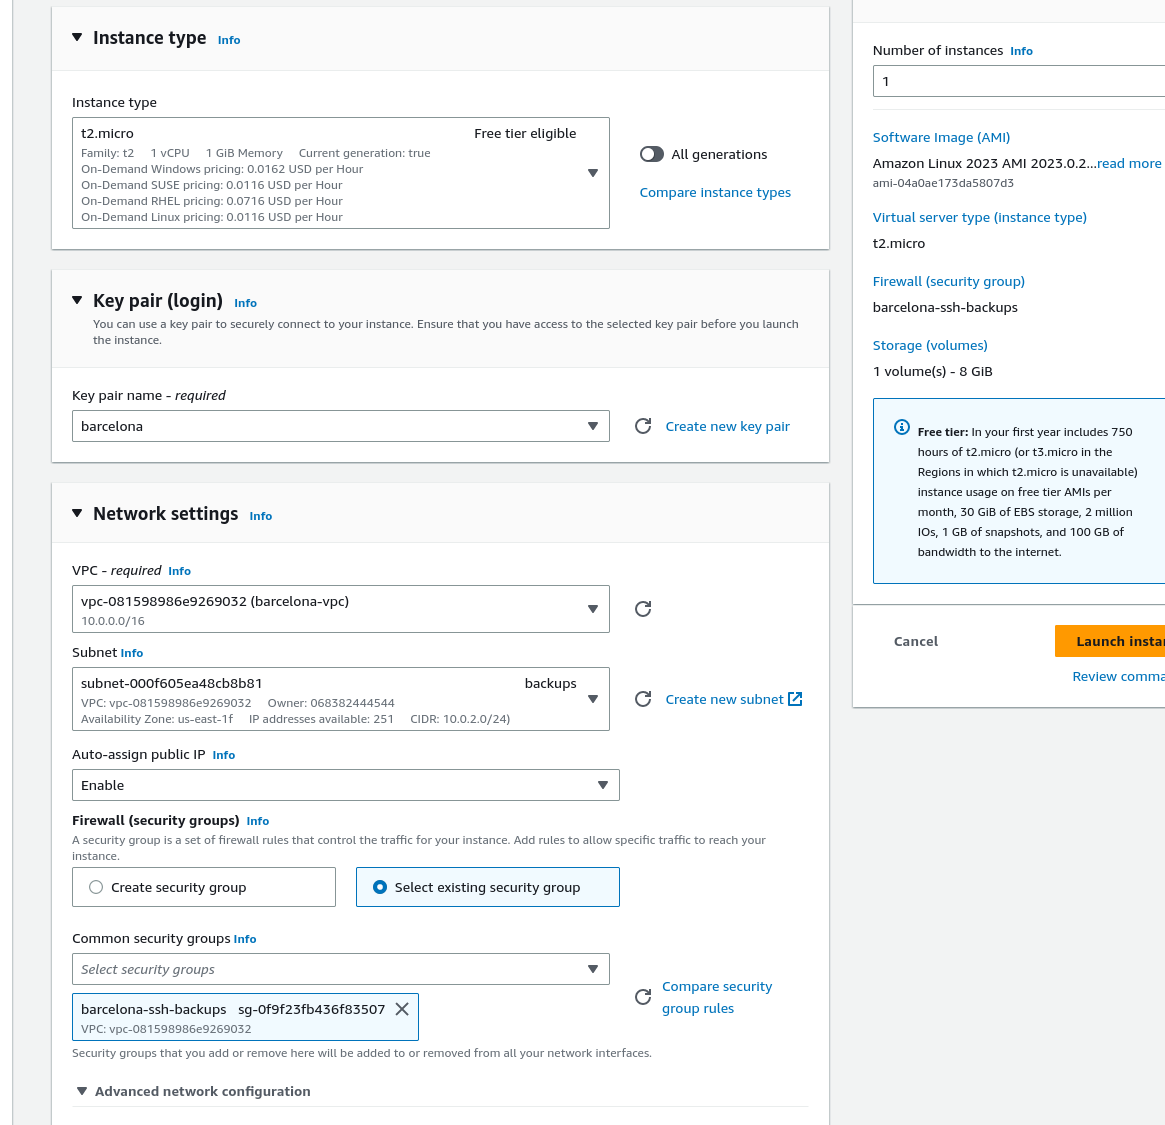 Instance type Info
Instance type
t2.micro Free tier eligible
Family: t2 1 vCPU 1 GiB Memory Current generation: true
On-Demand Windows pricing: 0.0162 USD per Hour
On-Demand SUSE pricing: 0.0116 USD per Hour
On-Demand RHEL pricing: 0.0716 USD per Hour
On-Demand Linux pricing: 0.0116 USD per Hour
All generations
Compare instance types
Key pair (login) Info
You can use a key pair to securely connect to your instance. Ensure that you have access to the selected key pair before you launch
the instance.
Key pair name - required
barcelona
Create new key pair
Network settings Info
VPC - required Info
vpc-081598986e9269032 (barcelona-vpc)
10.0.0.0/16
Subnet Info
subnet-000f605ea48cb8b81 backups
VPC: vpc-081598986e9269032 Owner: 068382444544
Availability Zone: us-east-1f IP addresses available: 251 CIDR: 10.0.2.0/24)
Create new subnet
Auto-assign public IP Info
Enable
Firewall (security groups) Info
A security group is a set of firewall rules that control the traffic for your instance. Add rules to allow specific traffic to reach your
instance.
Create security group
Select existing security group
Common security groups Info
Select security groups
barcelona-ssh-backups sg-0f9f23fb436f83507
VPC: vpc-081598986e9269032
Compare security
group rules
Security groups that you add or remove here will be added to or removed from all your network interfaces.
Advanced network configuration
Number of instances Info
1
Software Image (AMI)
Amazon Linux 2023 AMI 2023.0.2...read more
ami-04a0ae173da5807d3
Virtual server type (instance type)
t2.micro
Firewall (security group)
barcelona-ssh-backups
Storage (volumes)
1 volume(s) - 8 GiB
Free tier: In your first year includes 750
hours of t2.micro (or t3.micro in the
Regions in which t2.micro is unavailable)
instance usage on free tier AMIs per
month, 30 GiB of EBS storage, 2 million
IOs, 1 GB of snapshots, and 100 GB of
bandwidth to the internet.
Cancel
Launch instan
Review comma